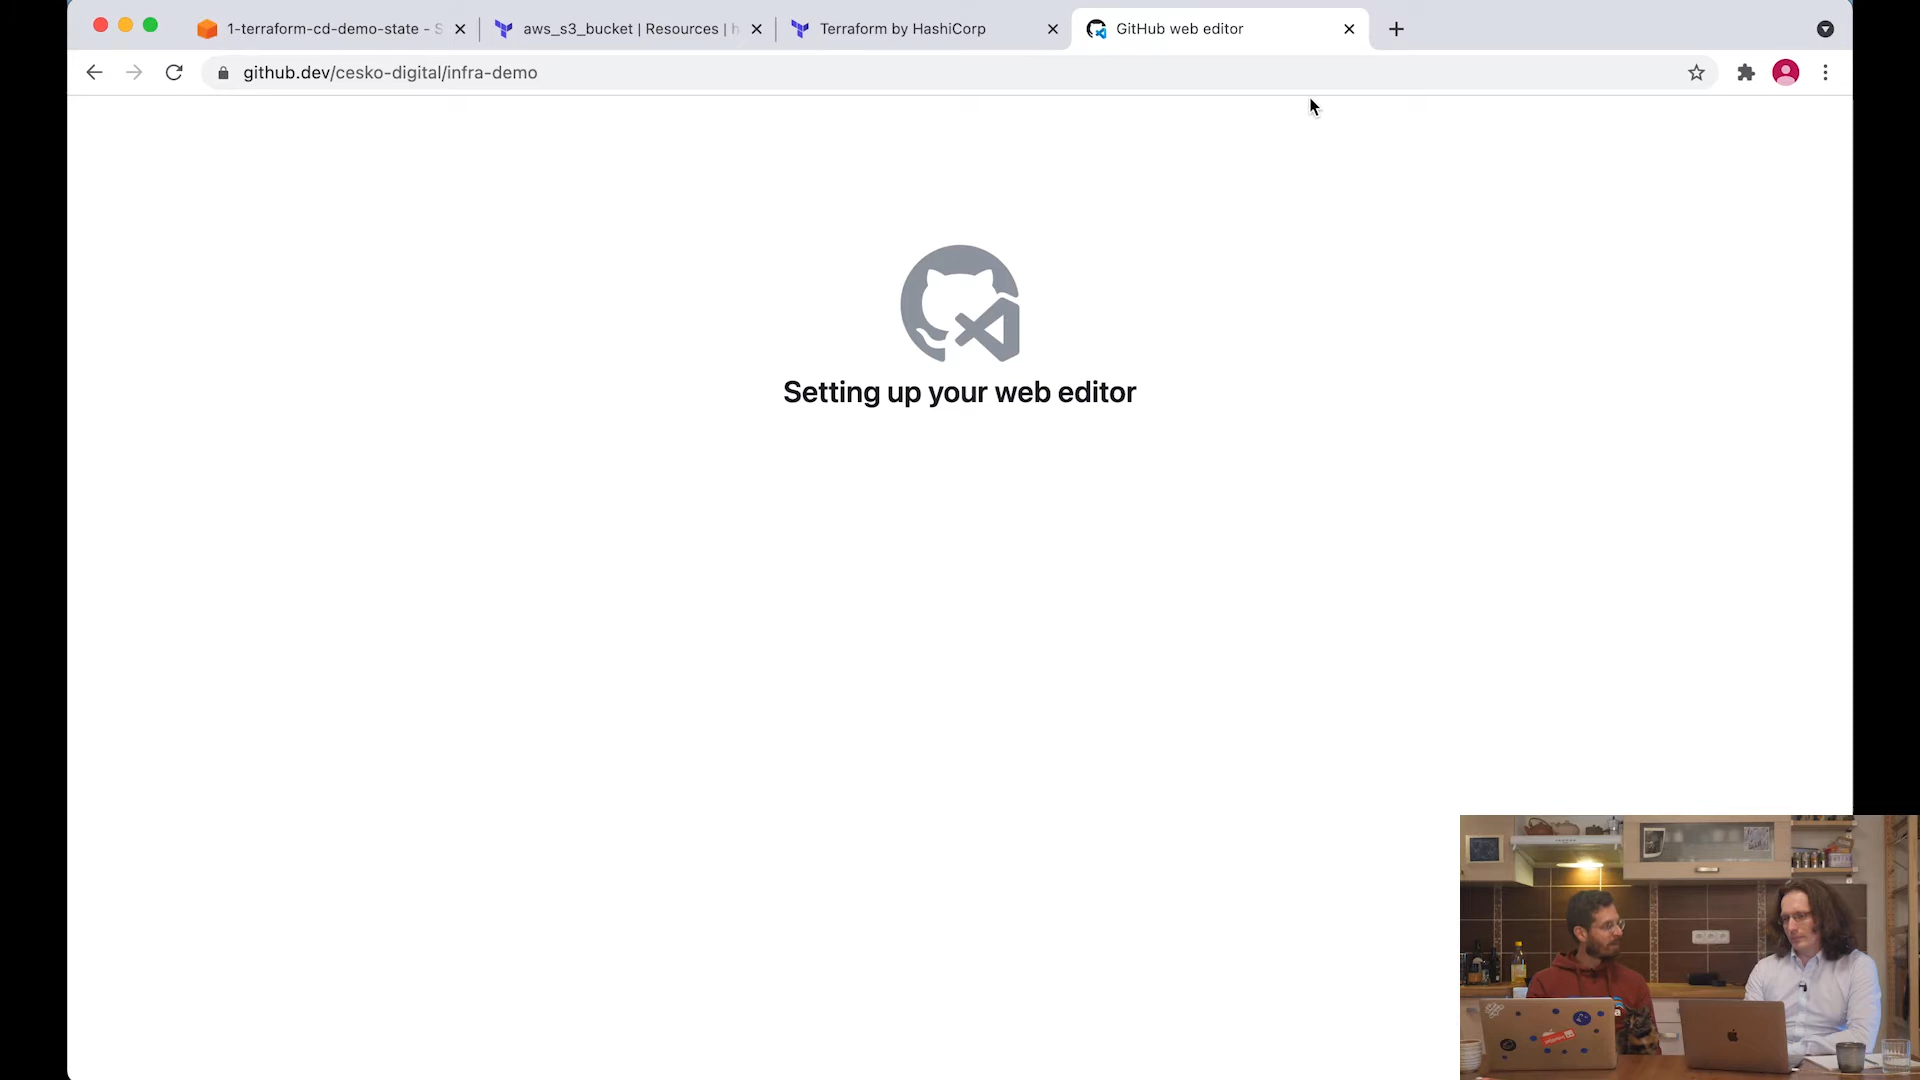 1-terraform-cd-demo-state - S
aws_s3_bucket | Resources | h
Terraform by HashiCorp
GitHub web editor
github.dev/cesko-digital/infra-demo
Setting up your web editor